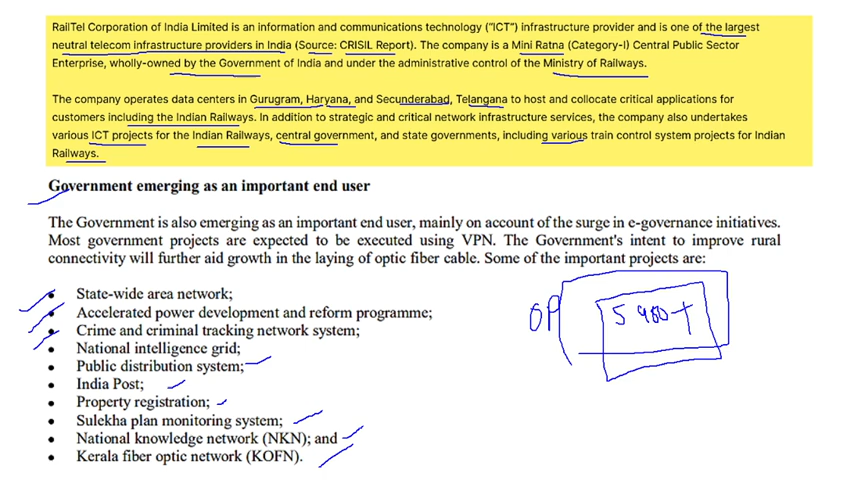 RailTel Corporation of India Limited is an information and communications technology ("ICT") infrastructure provider and is one of the largest
neutral telecom infrastructure providers in India (Source: CRISIL Report). The company is a Mini Ratna (Category-I) Central Public Sector
Enterprise, wholly-owned by the Government of India and under the administrative control of the Ministry of Railways.
The company operates data centers in Gurugram, Haryana, and Secunderabad, Telangana to host and collocate critical applications for
customers including the Indian Railways. In addition to strategic and critical network infrastructure services, the company also undertakes
various ICT projects for the Indian Railways, central government, and state governments, including various train control system projects for Indian
Railways.
Government emerging as an important end user
The Government is also emerging as an important end user, mainly on account of the surge in e-governance initiatives.
Most government projects are expected to be executed using VPN. The Government's intent to improve rural
connectivity will further aid growth in the laying of optic fiber cable. Some of the important projects are:
• State-wide area network;
• Accelerated power development and reform programme;
• Crime and criminal tracking network system;
• National intelligence grid;
• Public distribution system;
• India Post;
• Property registration;
• Sulekha plan monitoring system;
• National knowledge network (NKN); and
• Kerala fiber optic network (KOFN).
OP